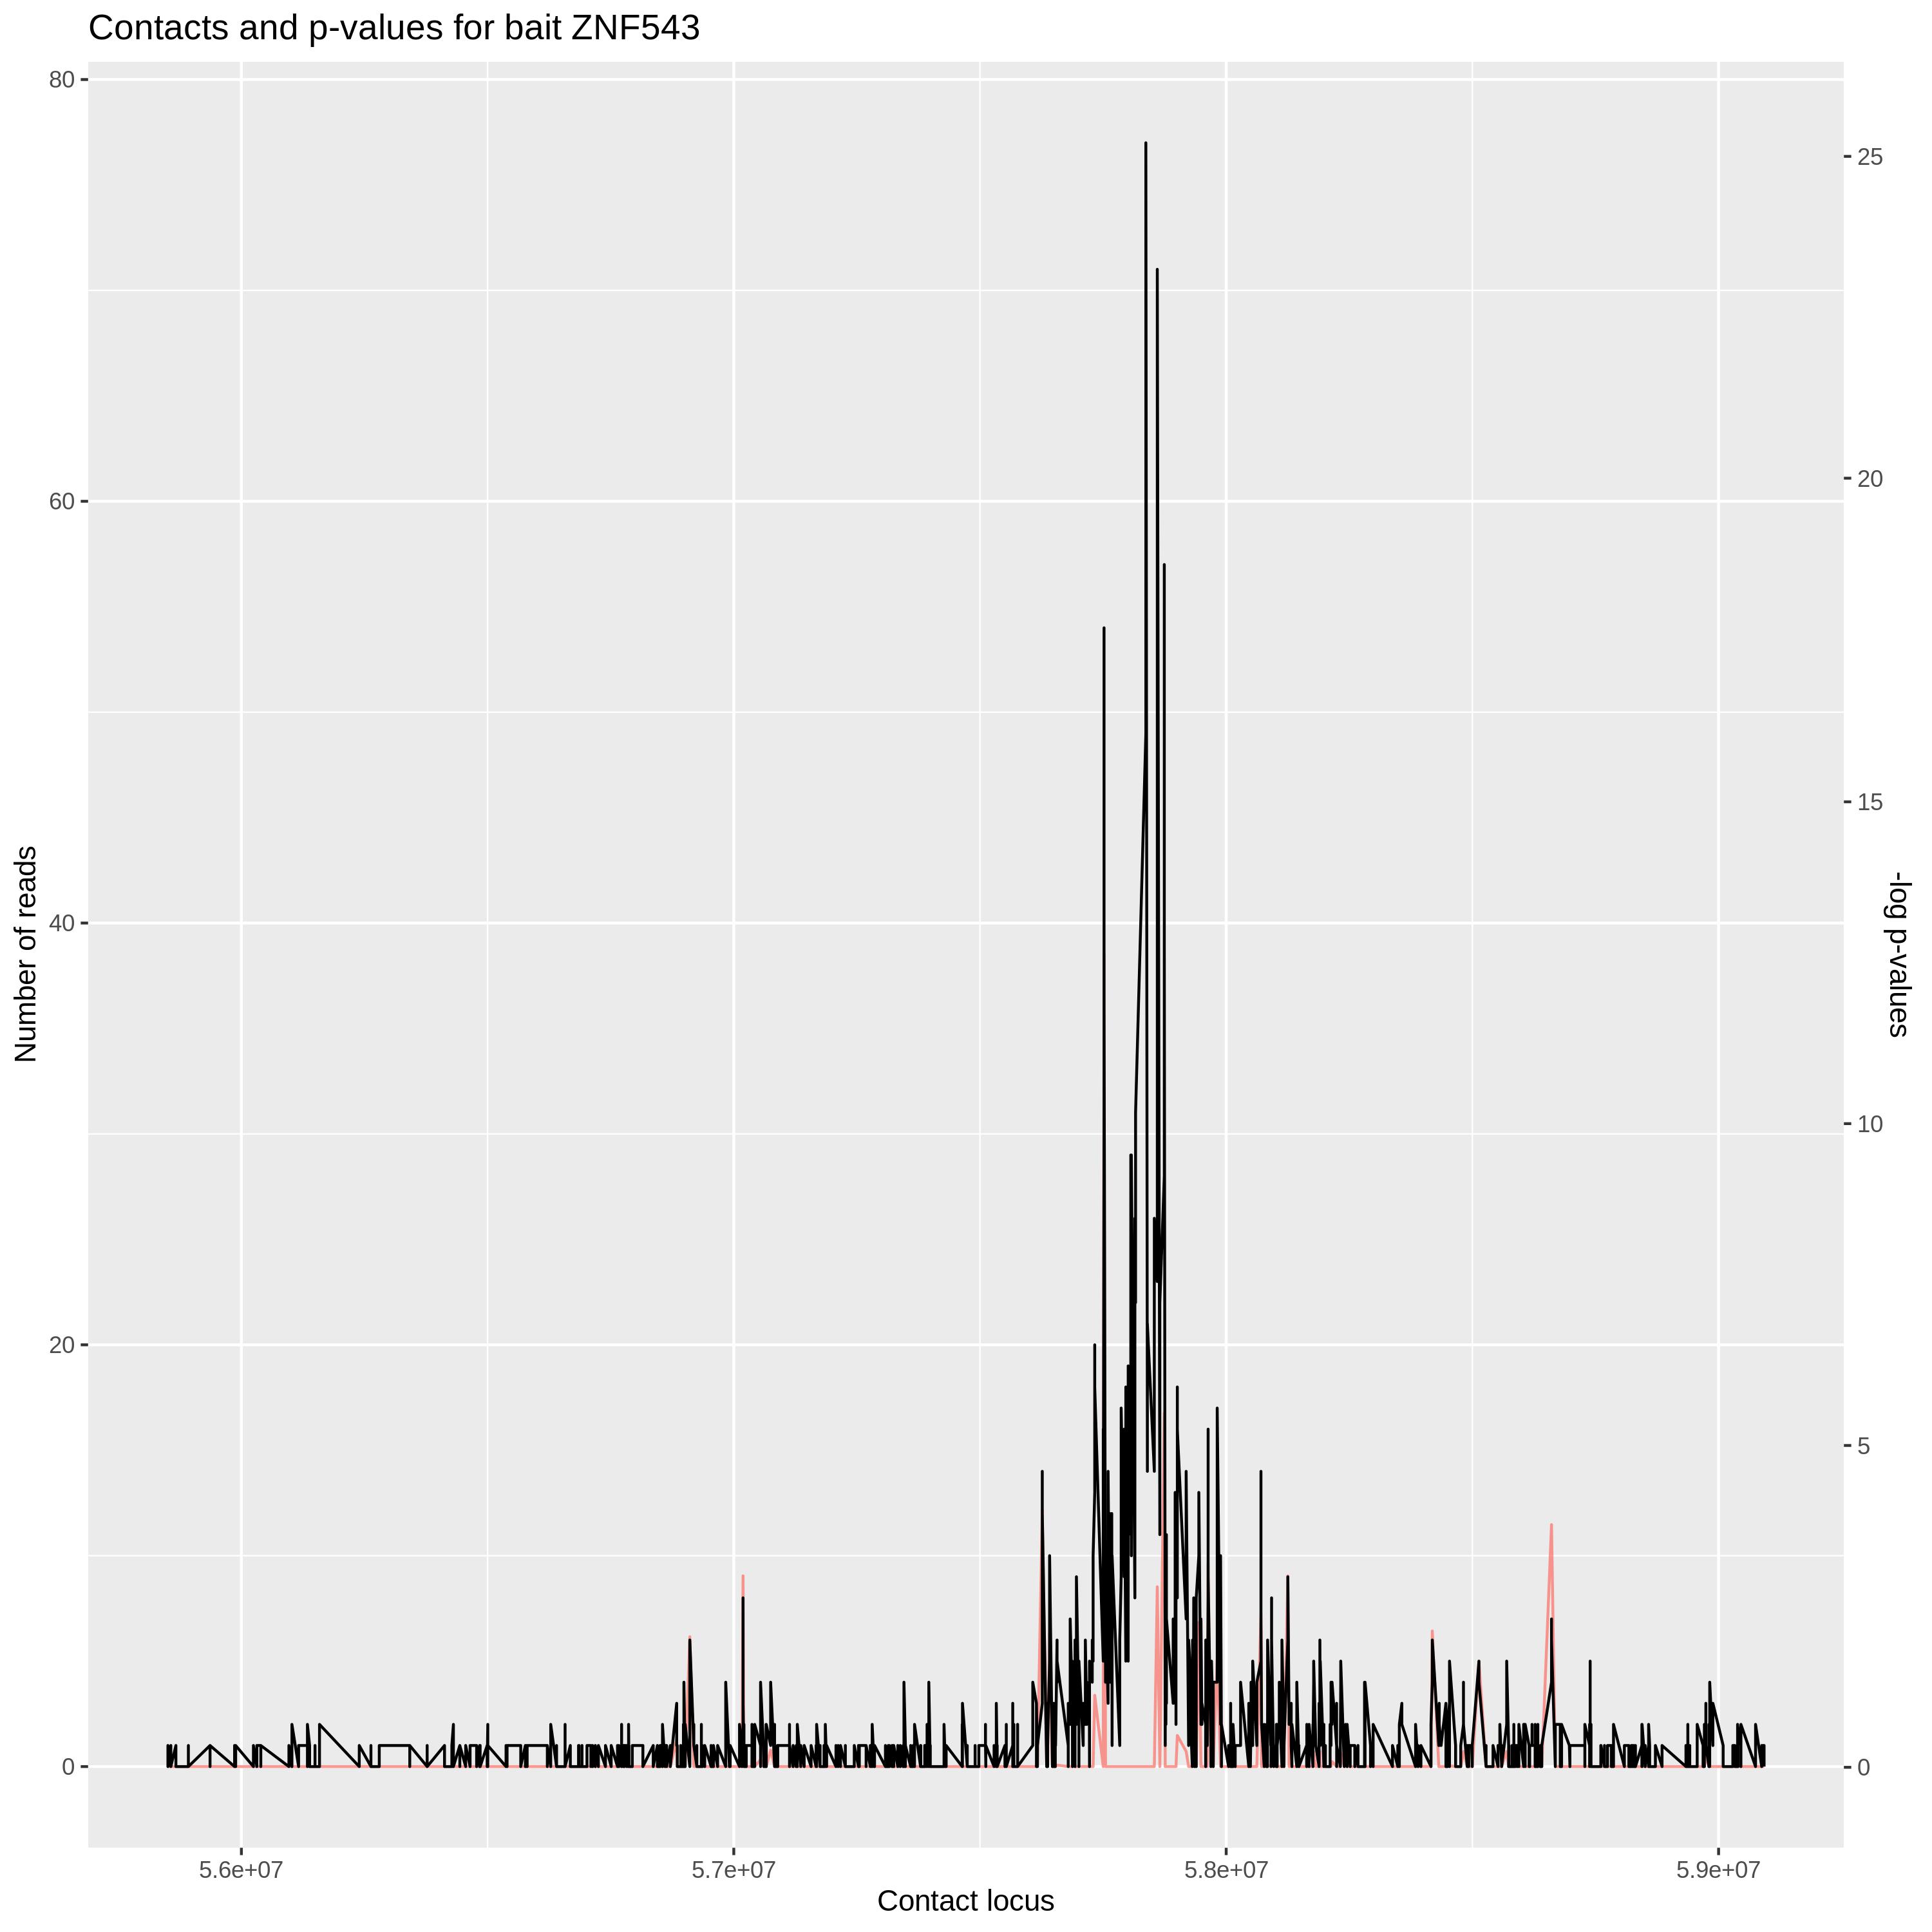 Contacts and p-values for bait ZNF543
80
60
40
20
0
Number of reads
25
20
15
10
5
0
-log p-values
5.6e+07
5.7e+07
5.8e+07
5.9e+07
Contact locus